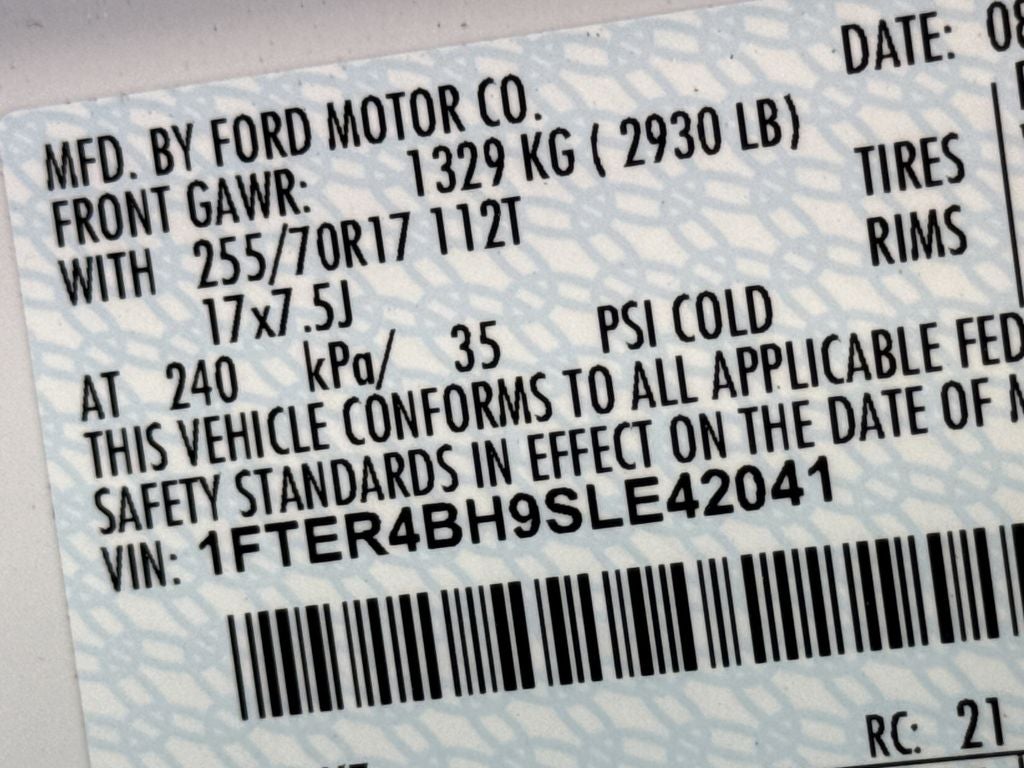 DATE: 08
MFD. BY FORD MOTOR CO.
FRONT GAWR: 1329 KG ( 2930 LB)
WITH 255/70R17 112T TIRES
17x7.5J RIMS
AT 240 kPa/ 35 PSI COLD
THIS VEHICLE CONFORMS TO ALL APPLICABLE FED
SAFETY STANDARDS IN EFFECT ON THE DATE OF M
VIN: 1FTER4BH9SLE42041
RC: 21